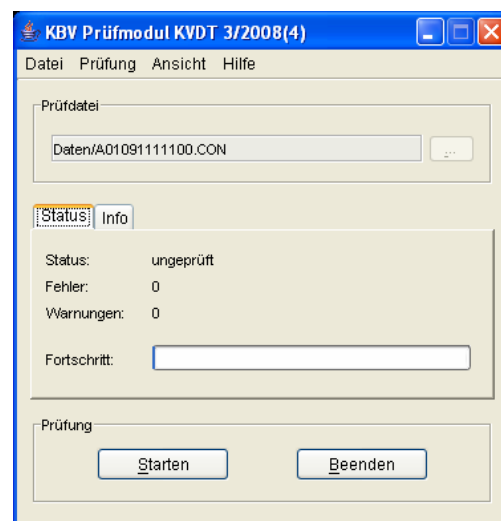 KBV Prüfmodul KVDT 3/2008(4)
Datei Prüfung Ansicht Hilfe
Prüfdatei
Daten/A01091111100.CON
...
Status Info
Status: ungeprüft
Fehler: 0
Warnungen: 0
Fortschritt:
Prüfung
Starten Beenden